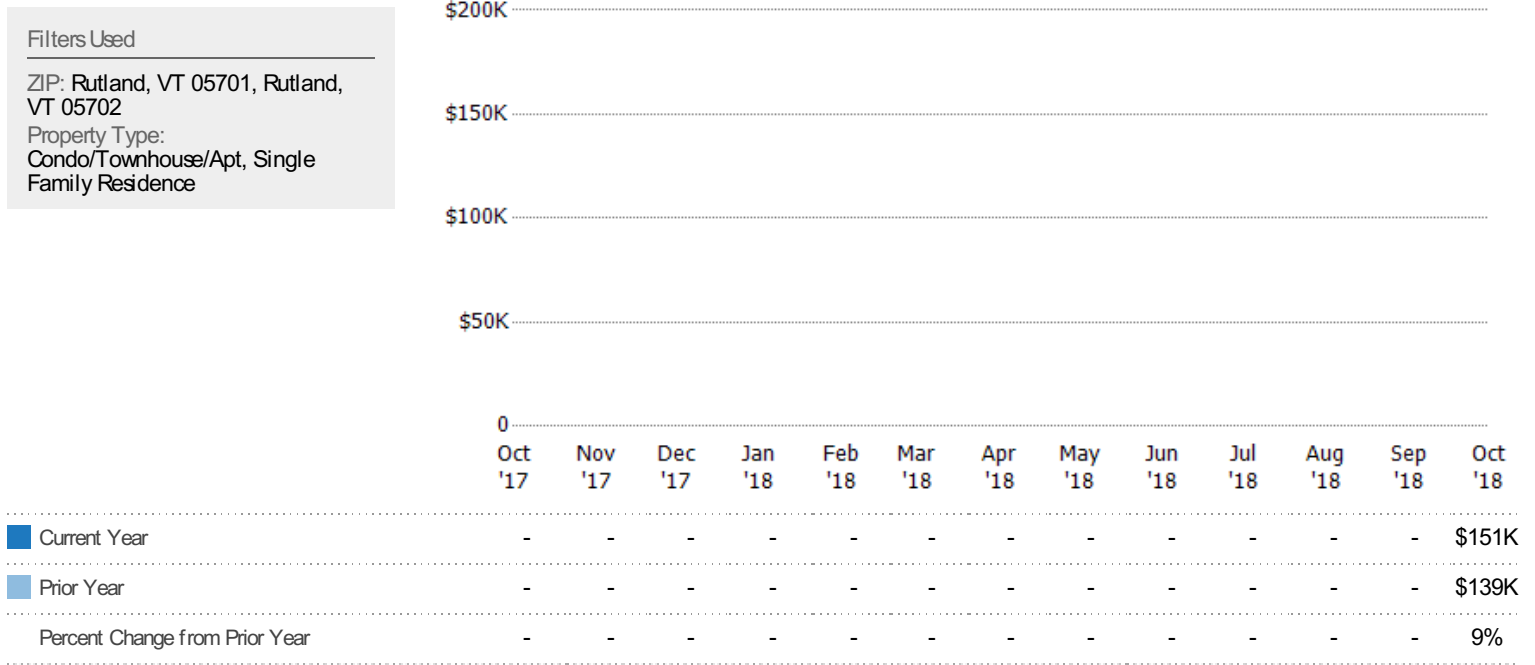 Filters Used
ZIP: Rutland, VT 05701, Rutland,
VT 05702
Property Type:
Condo/Townhouse/Apt, Single
Family Residence
$200K
$150K
$100K
$50K
0
Oct Nov Dec Jan Feb Mar Apr May Jun Jul Aug Sep Oct
'17 '17 '17 '18 '18 '18 '18 '18 '18 '18 '18 '18 '18
Current Year - - - - - - - - - - - - $151K
Prior Year - - - - - - - - - - - - $139K
Percent Change from Prior Year - - - - - - - - - - - - 9%